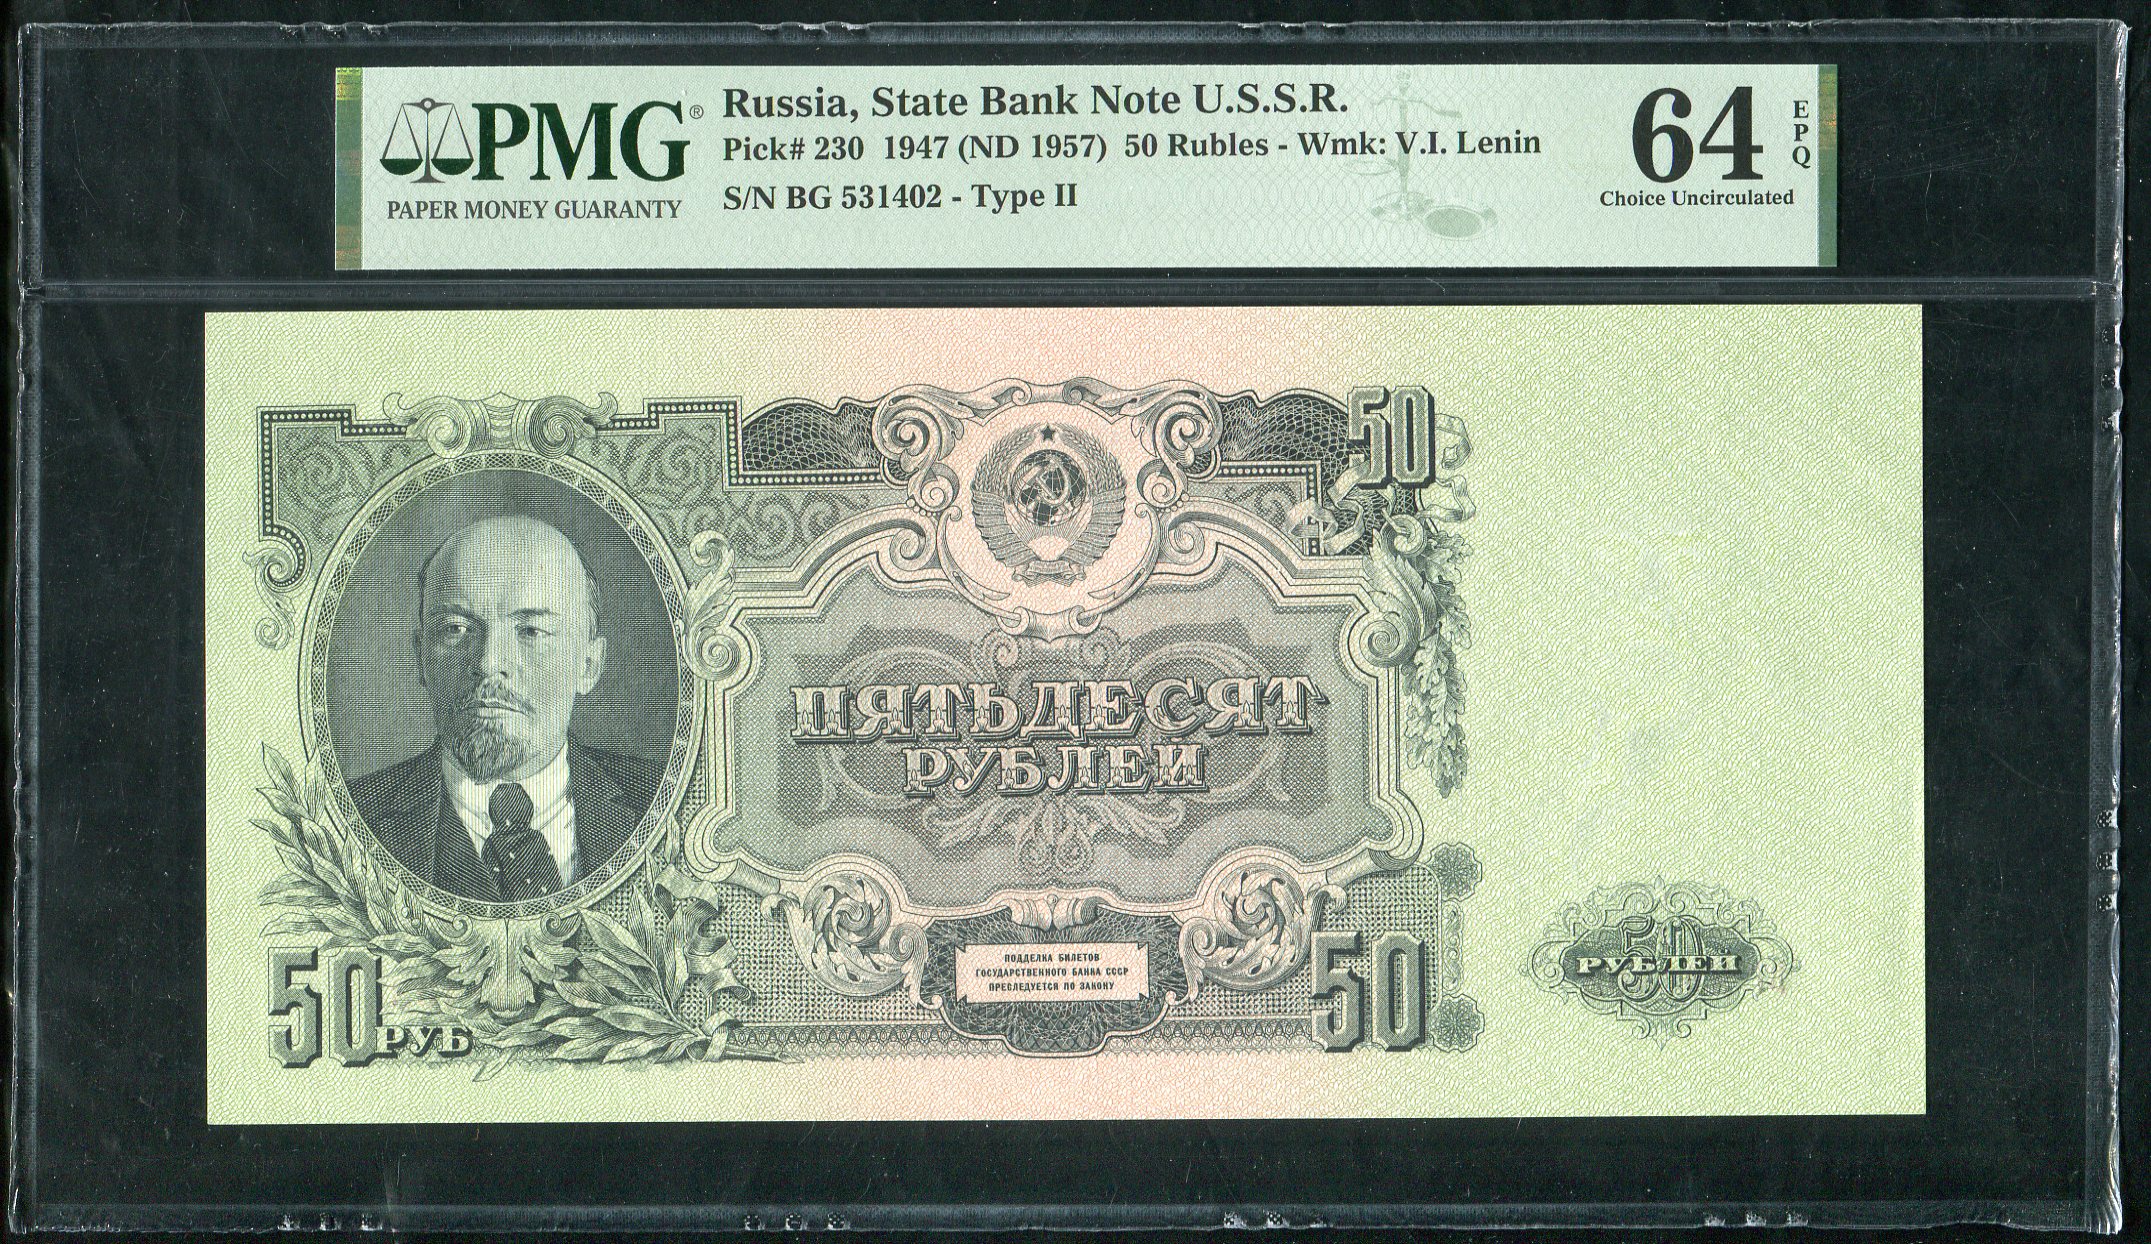 PMG®
PAPER MONEY GUARANTY
Russia, State Bank Note U.S.S.R.
Pick# 230 1947 (ND 1957) 50 Rubles - Wmk: V.I. Lenin
S/N BG 531402 - Type II
64 EPQ
Choice Uncirculated
50
ПЯТЬДЕСЯТ
РУБЛЕЙ
ПОДДЕЛКА БИЛЕТОВ
ГОСУДАРСТВЕННОГО БАНКА СССР
ПРЕСЛЕДУЕТСЯ ПО ЗАКОНУ
50 РУБ
50
50
РУБЛЕЙ